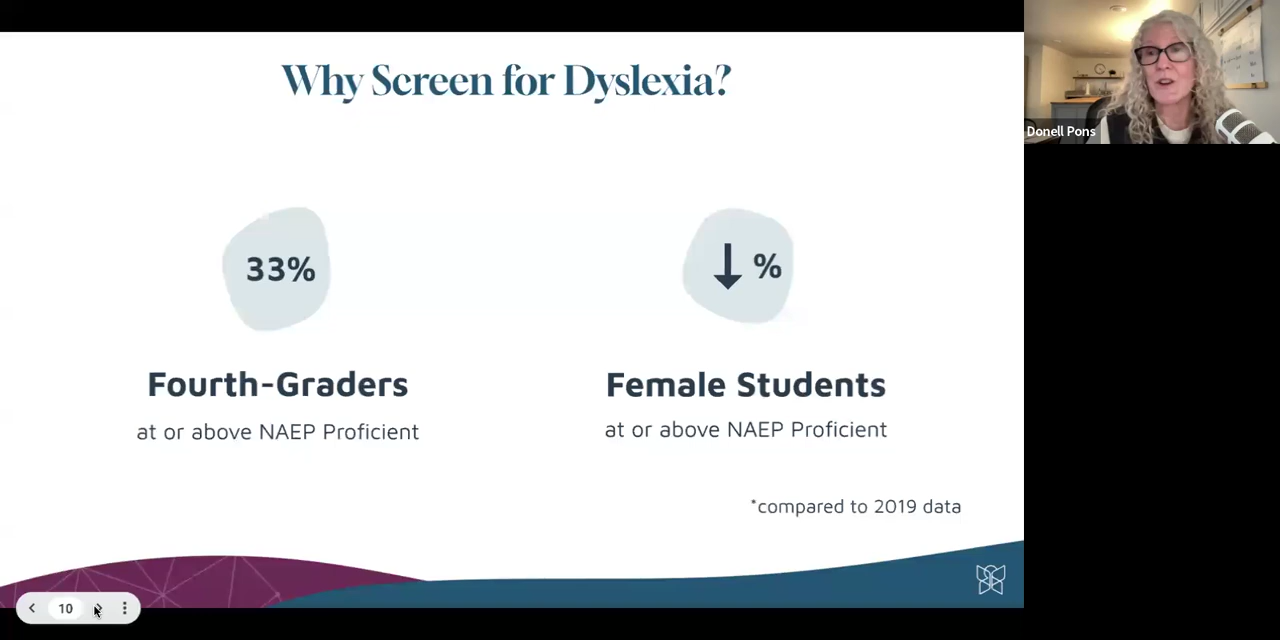 Why Screen for Dyslexia?
Donell Pons
33%
%
Fourth-Graders
Female Students
at or above NAEP Proficient
at or above NAEP Proficient
*compared to 2019 data
10